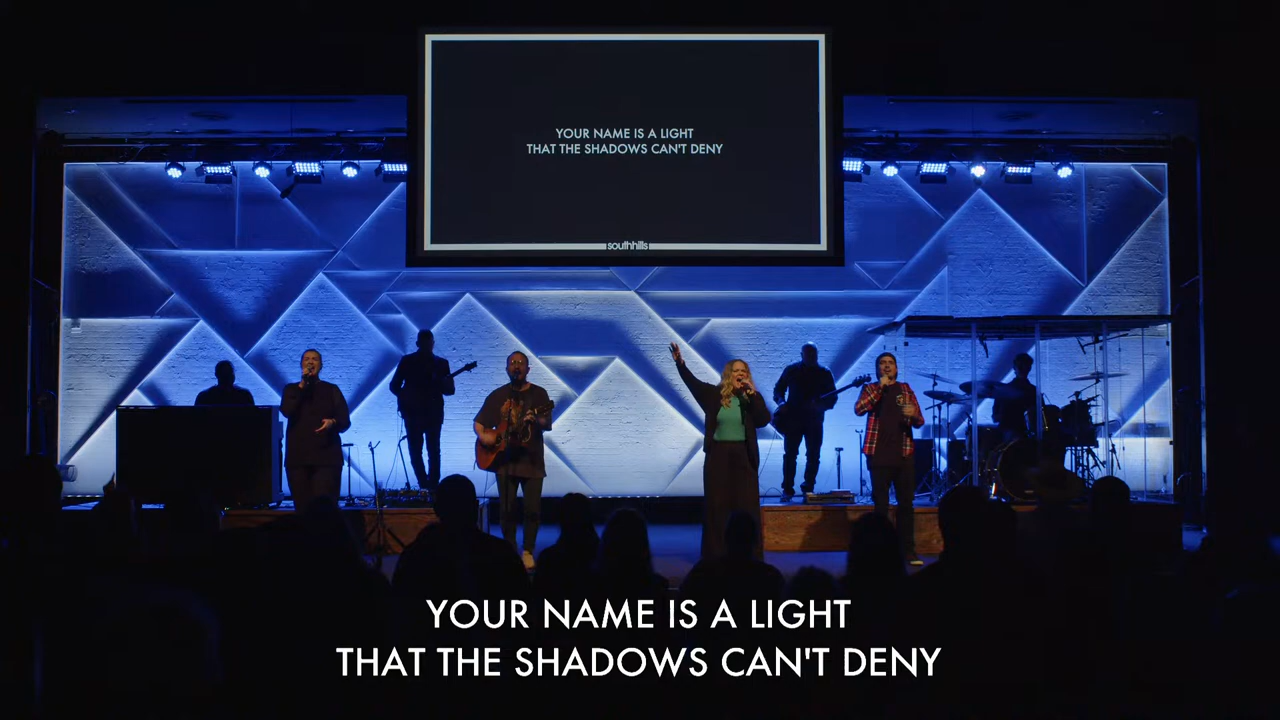 YOUR NAME IS A LIGHT
THAT THE SHADOWS CAN'T DENY
southhills
YOUR NAME IS A LIGHT
THAT THE SHADOWS CAN'T DENY